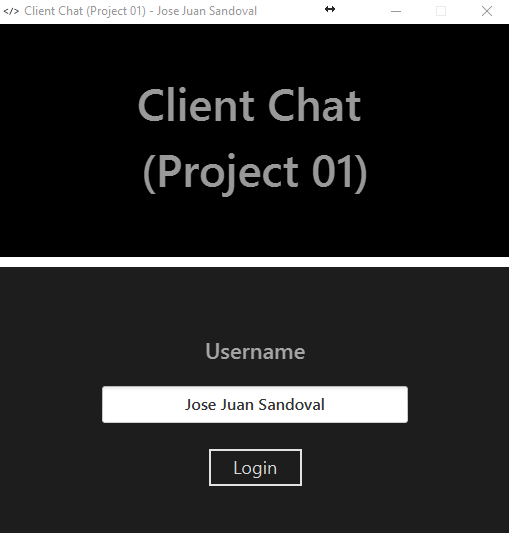 </> Client Chat (Project 01) - Jose Juan Sandoval
Client Chat
(Project 01)
Username
Jose Juan Sandoval
Login